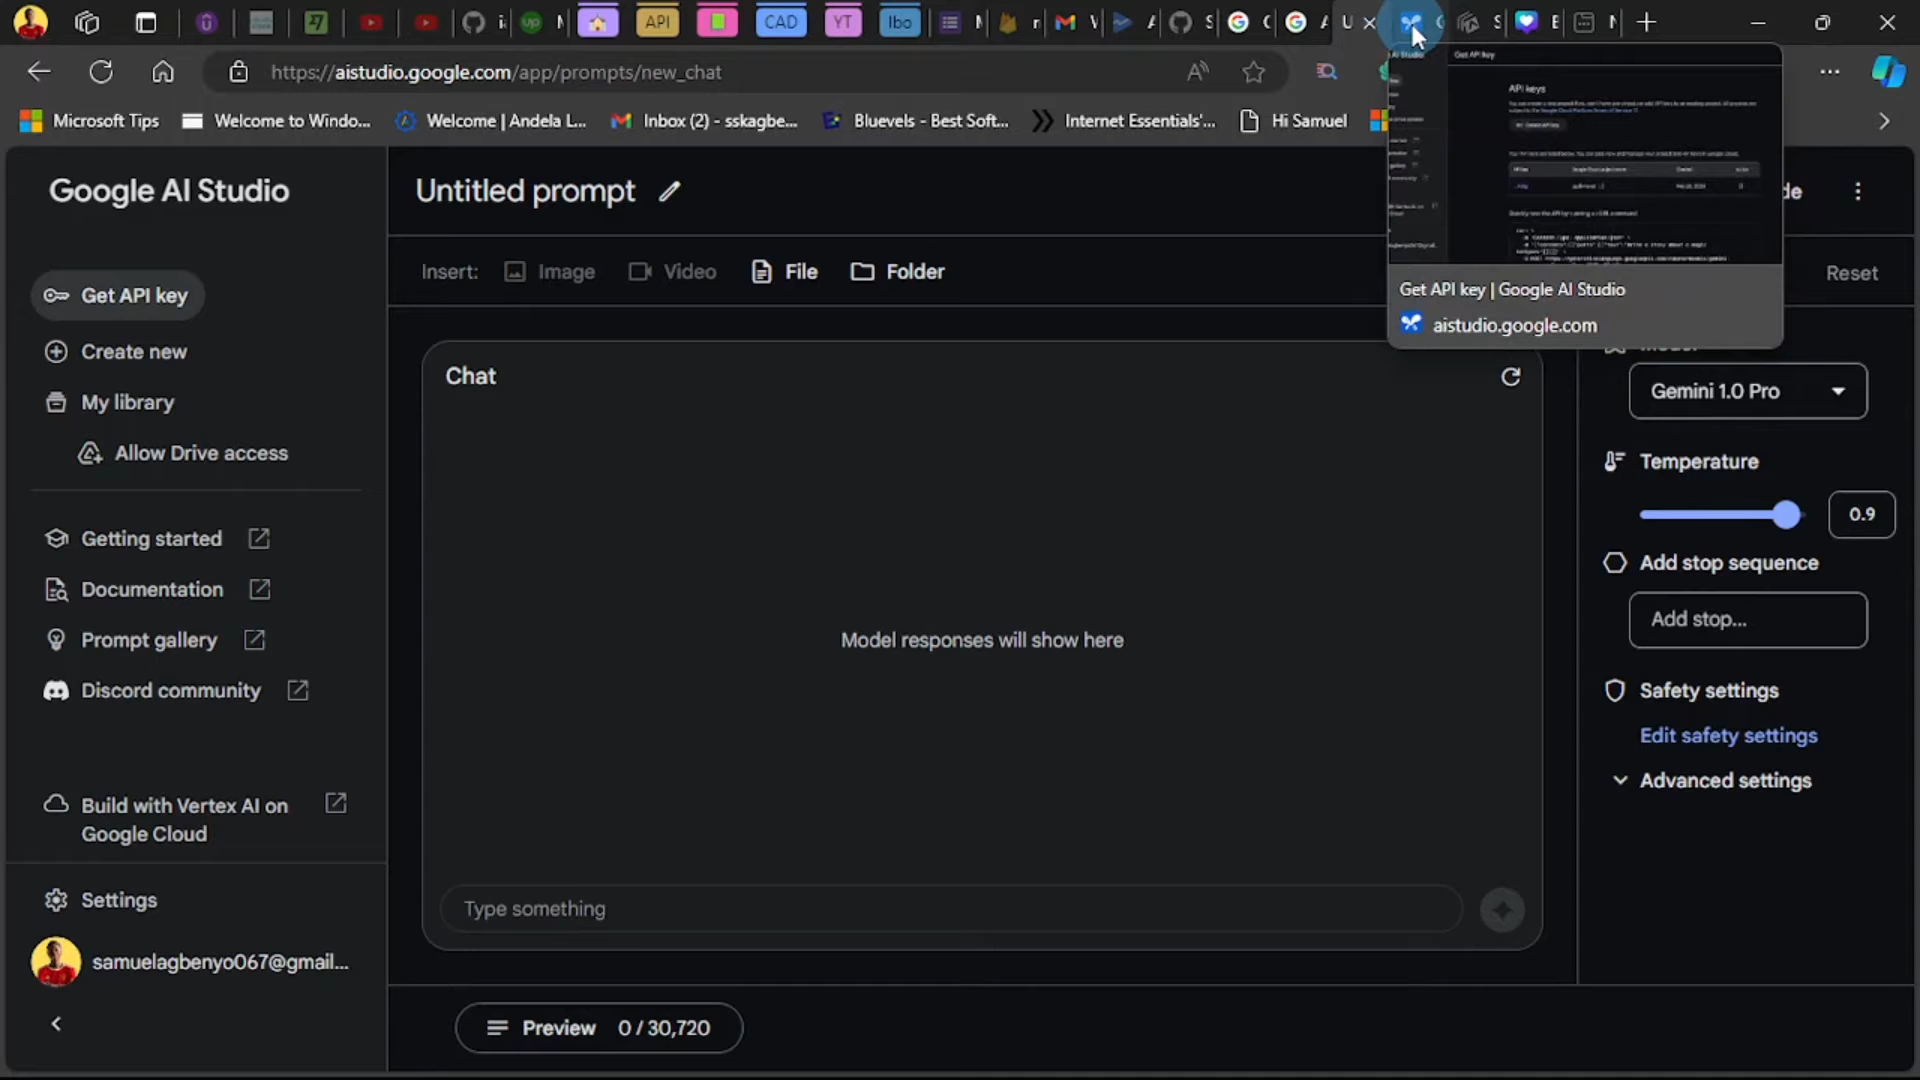 API
CAD
YT
Ibo
https://aistudio.google.com/app/prompts/new_chat
Microsoft Tips
Welcome to Windo...
Welcome | Andela L...
Inbox (2) - sskagbe...
Bluevels - Best Soft...
Internet Essentials'...
Hi Samuel
Get API key
API keys
Get API key | Google AI Studio
aistudio.google.com
Google AI Studio
Get API key
Create new
My library
Allow Drive access
Getting started
Documentation
Prompt gallery
Discord community
Build with Vertex AI on
Google Cloud
Settings
samuelagbenyo067@gmail...
Untitled prompt
Insert:
Image
Video
File
Folder
Reset
Chat
Model responses will show here
Type something
Preview 0 / 30,720
Gemini 1.0 Pro
Temperature
0.9
Add stop sequence
Add stop...
Safety settings
Edit safety settings
Advanced settings